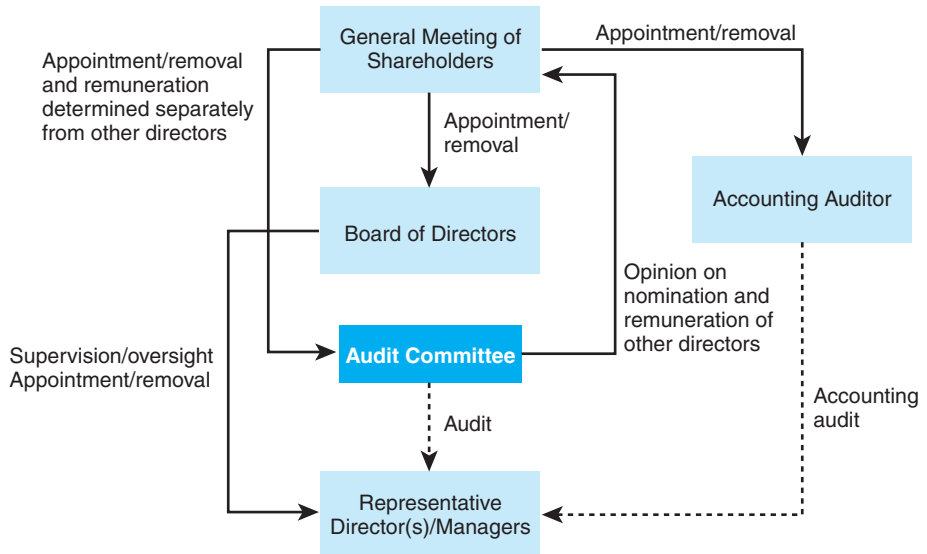 General Meeting of
Shareholders
Appointment/removal
Appointment/removal
and remuneration
determined separately
from other directors
Appointment/
removal
Board of Directors
Accounting Auditor
Opinion on
nomination and
remuneration of
other directors
Audit Committee
Supervision/oversight
Appointment/removal
Audit
Accounting
audit
Representative
Director(s)/Managers